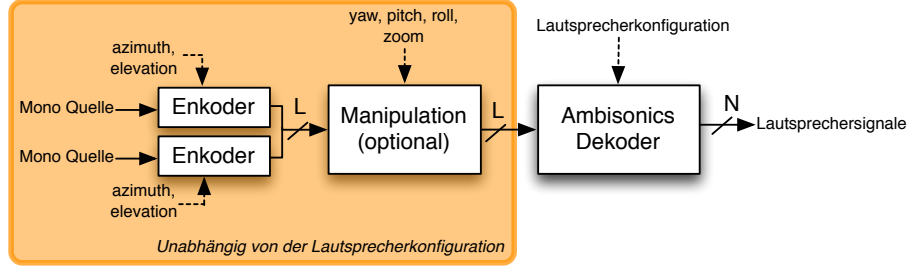 yaw, pitch, roll,
zoom
Lautsprecherkonfiguration
azimuth,
elevation
Mono Quelle
Enkoder
L
Manipulation
(optional)
L
Ambisonics
Dekoder
N
Lautsprechersignale
Mono Quelle
Enkoder
azimuth,
elevation
Unabhängig von der Lautsprecherkonfiguration